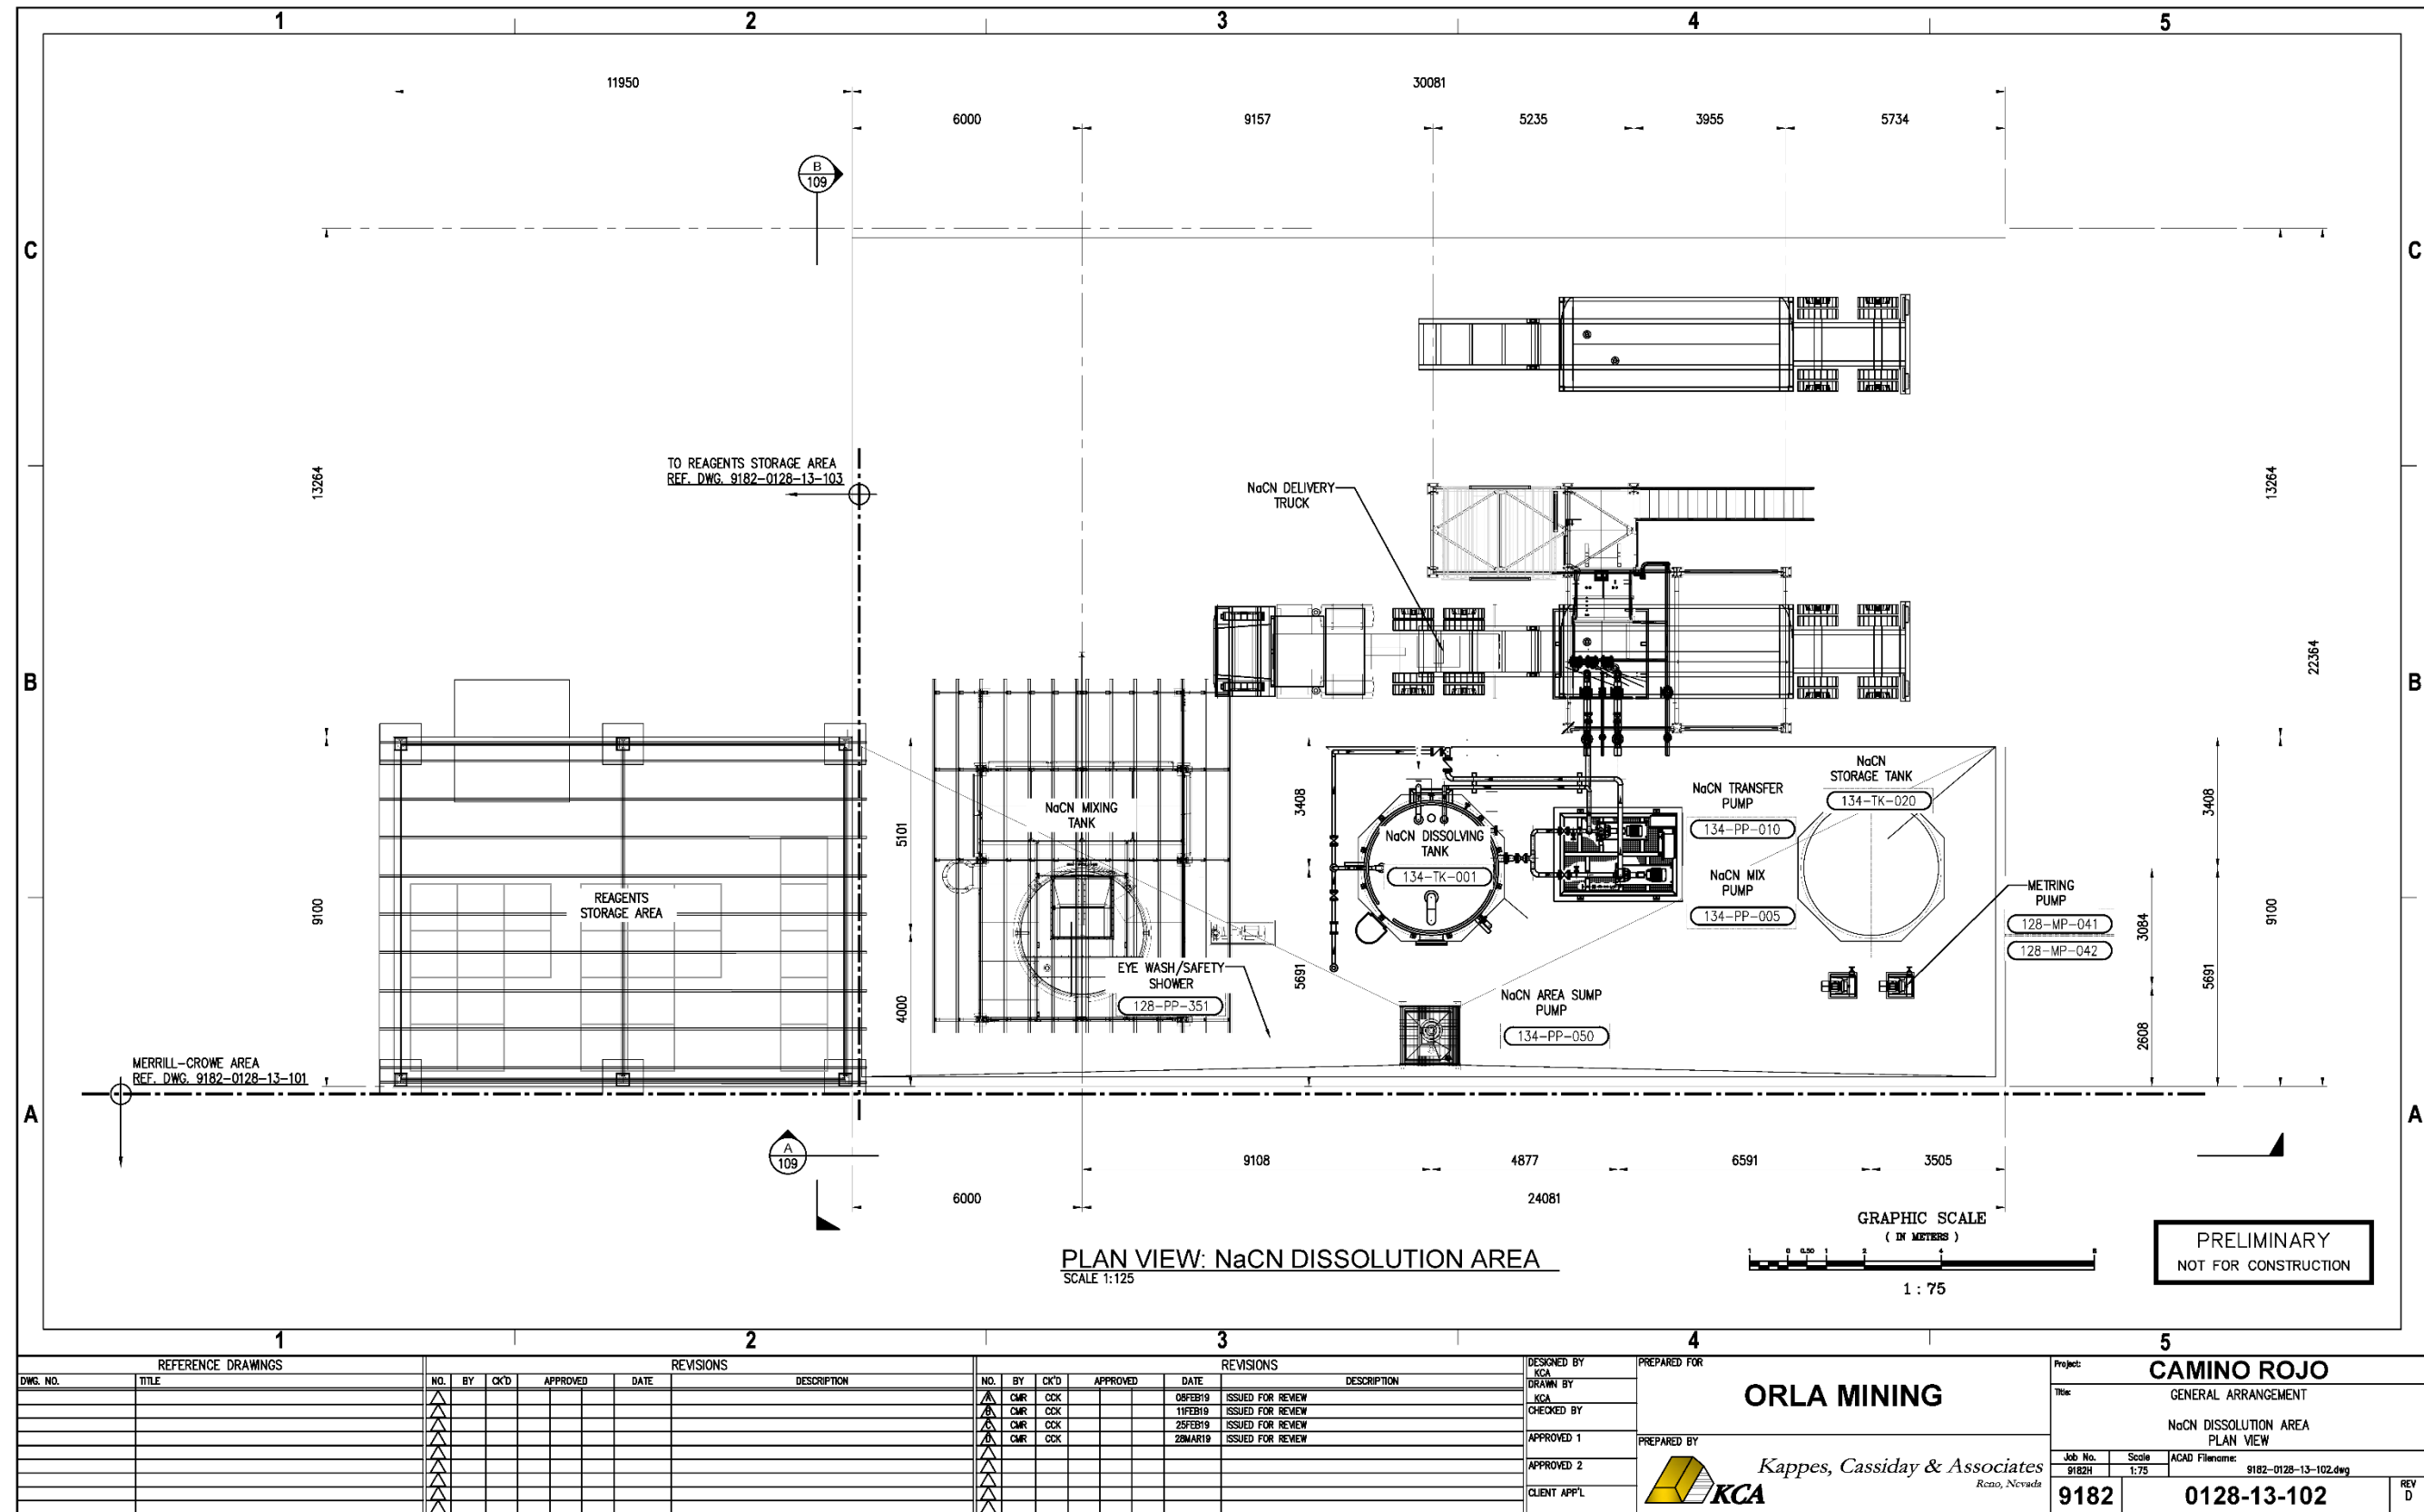 1 2 3 4 5
11950
30081
6000 9157 5235 3955 5734
B
109
C C
TO REAGENTS STORAGE AREA
REF. DWG. 9182-0128-13-103
13264
NaCN DELIVERY
TRUCK
13264
B B
22364
NaCN MIXING
TANK
5101
3408
NaCN DISSOLVING
TANK
134-TK-001
NaCN TRANSFER
PUMP
134-PP-010
NaCN MIX
PUMP
134-PP-005
NaCN
STORAGE TANK
134-TK-020
3408
REAGENTS
STORAGE AREA
9100
METRING
PUMP
128-MP-041
128-MP-042
3084
9100
EYE WASH/SAFETY
SHOWER
128-PP-351
4000
5691
NaCN AREA SUMP
PUMP
134-PP-050
5691
2608
MERRILL-CROWE AREA
REF. DWG. 9182-0128-13-101
A A
A
109
9108 4877 6591 3505
6000 24081
PLAN VIEW: NaCN DISSOLUTION AREA
SCALE 1:125
GRAPHIC SCALE
( IN METERS )
1 0 0.50 1 2 4 8
1 : 75
PRELIMINARY
NOT FOR CONSTRUCTION
1 2 3 4 5
REFERENCE DRAWINGS
DWG. NO. TITLE
REVISIONS
NO. BY CK'D APPROVED DATE DESCRIPTION
REVISIONS
NO. BY CK'D APPROVED DATE DESCRIPTION
A CMR CCK 08FEB19 ISSUED FOR REVIEW
B CMR CCK 11FEB19 ISSUED FOR REVIEW
C CMR CCK 25FEB19 ISSUED FOR REVIEW
D CMR CCK 28MAR19 ISSUED FOR REVIEW
DESIGNED BY
KCA
DRAWN BY
KCA
CHECKED BY
APPROVED 1
APPROVED 2
CLIENT APP'L
PREPARED FOR
ORLA MINING
PREPARED BY
KCA
Kappes, Cassiday & Associates
Reno, Nevada
Project:
CAMINO ROJO
Title:
GENERAL ARRANGEMENT
NaCN DISSOLUTION AREA
PLAN VIEW
Job No. Scale ACAD Filename:
9182H 1:75 9182-0128-13-102.dwg
9182 0128-13-102
REV
D